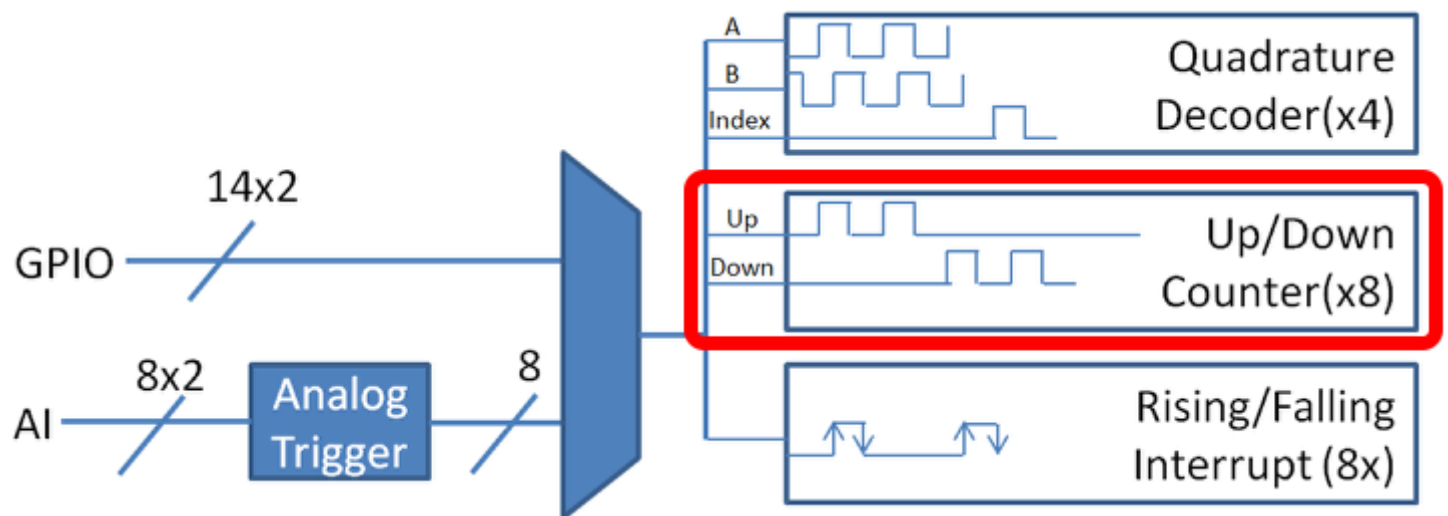 GPIO
14x2
AI
8x2
Analog
Trigger
8
A
B
Index
Quadrature
Decoder(x4)
Up
Down
Up/Down
Counter(x8)
Rising/Falling
Interrupt (8x)